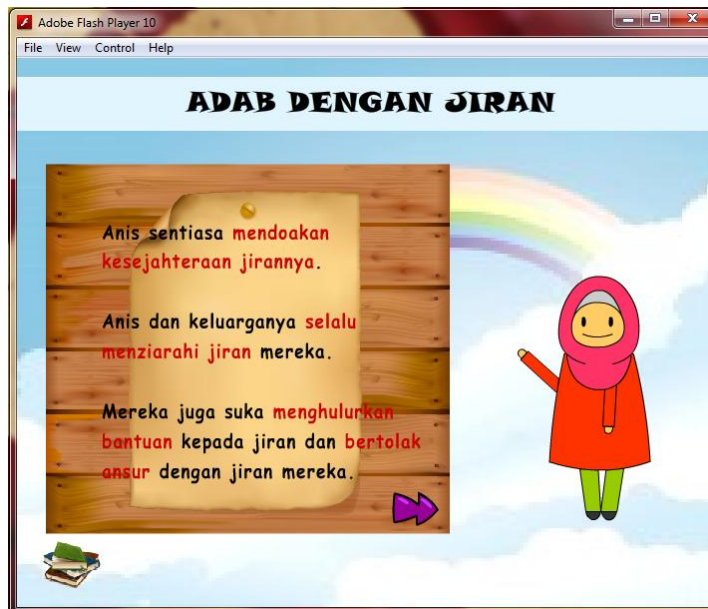 Adobe Flash Player 10
File View Control Help
ADAB DENGAN JIRAN
Anis sentiasa mendoakan
kesejahteraan jirannya.
Anis dan keluarganya selalu
menziarahi jiran mereka.
Mereka juga suka menghulurkan
bantuan kepada jiran dan bertolak
ansur dengan jiran mereka.